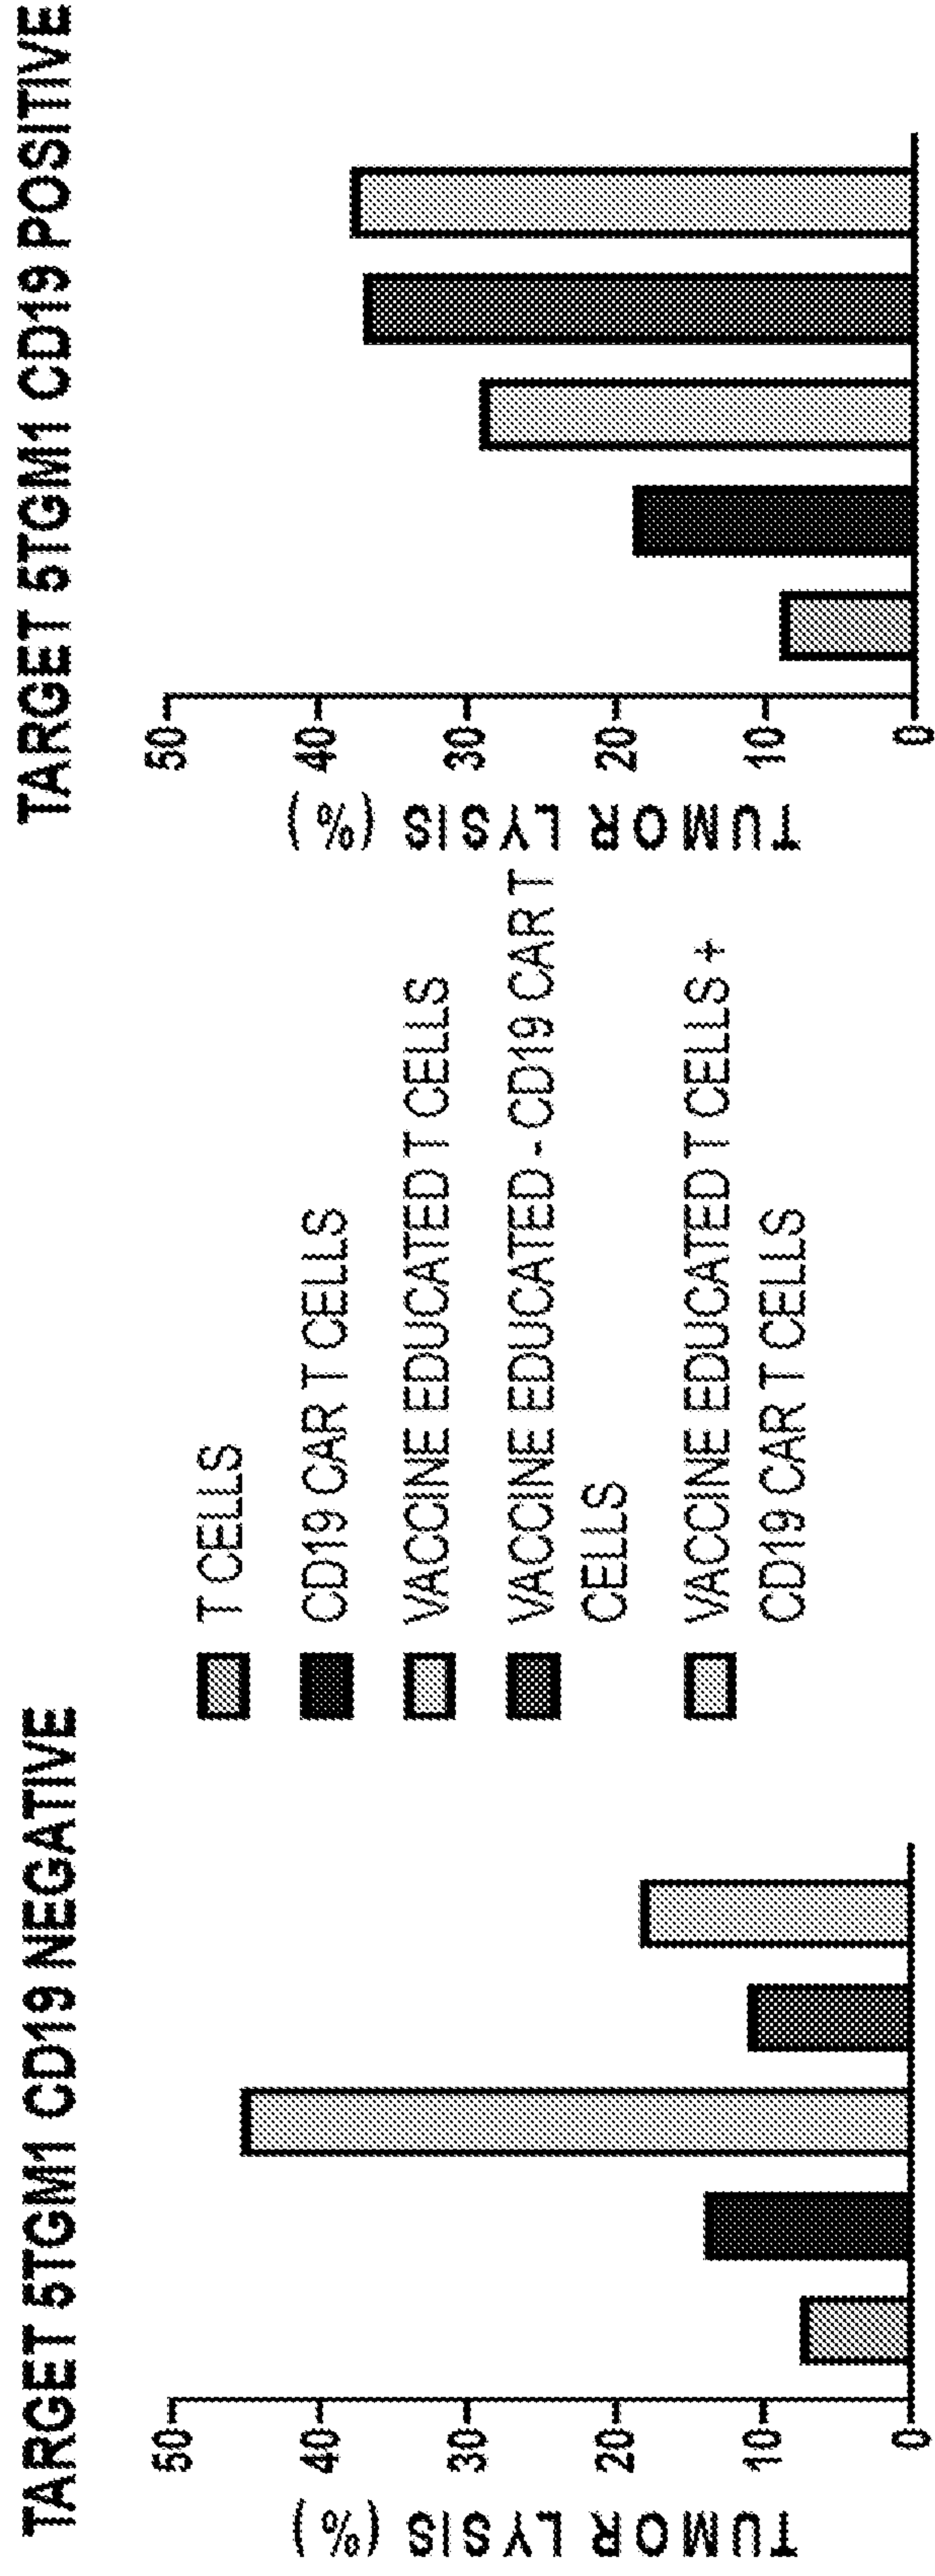 TARGET 5TGM1 CD19 NEGATIVE
TUMOR LYSIS (%)
50
40
30
20
10
0
T CELLS
CD19 CAR T CELLS
VACCINE EDUCATED T CELLS
VACCINE EDUCATED - CD19 CAR T
CELLS
VACCINE EDUCATED T CELLS +
CD19 CAR T CELLS
TARGET 5TGM1 CD19 POSITIVE
TUMOR LYSIS (%)
50
40
30
20
10
0